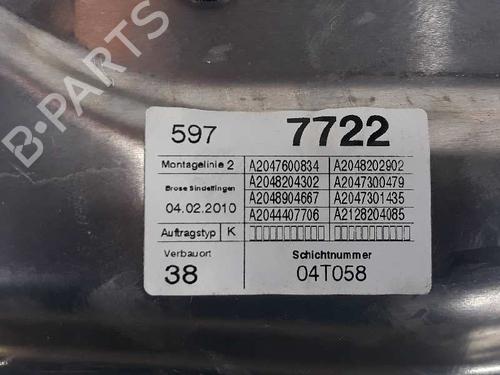 B-PARTS
597 7722
Montagelinie 2 A2047600834 A2048202902
Brose Sindelfingen A2048204302 A2047300479
04.02.2010 A2048904667 A2047301435
A2044407706 A2128204085
Auftragstyp K
Verbauort Schichtnummer
38 04T058